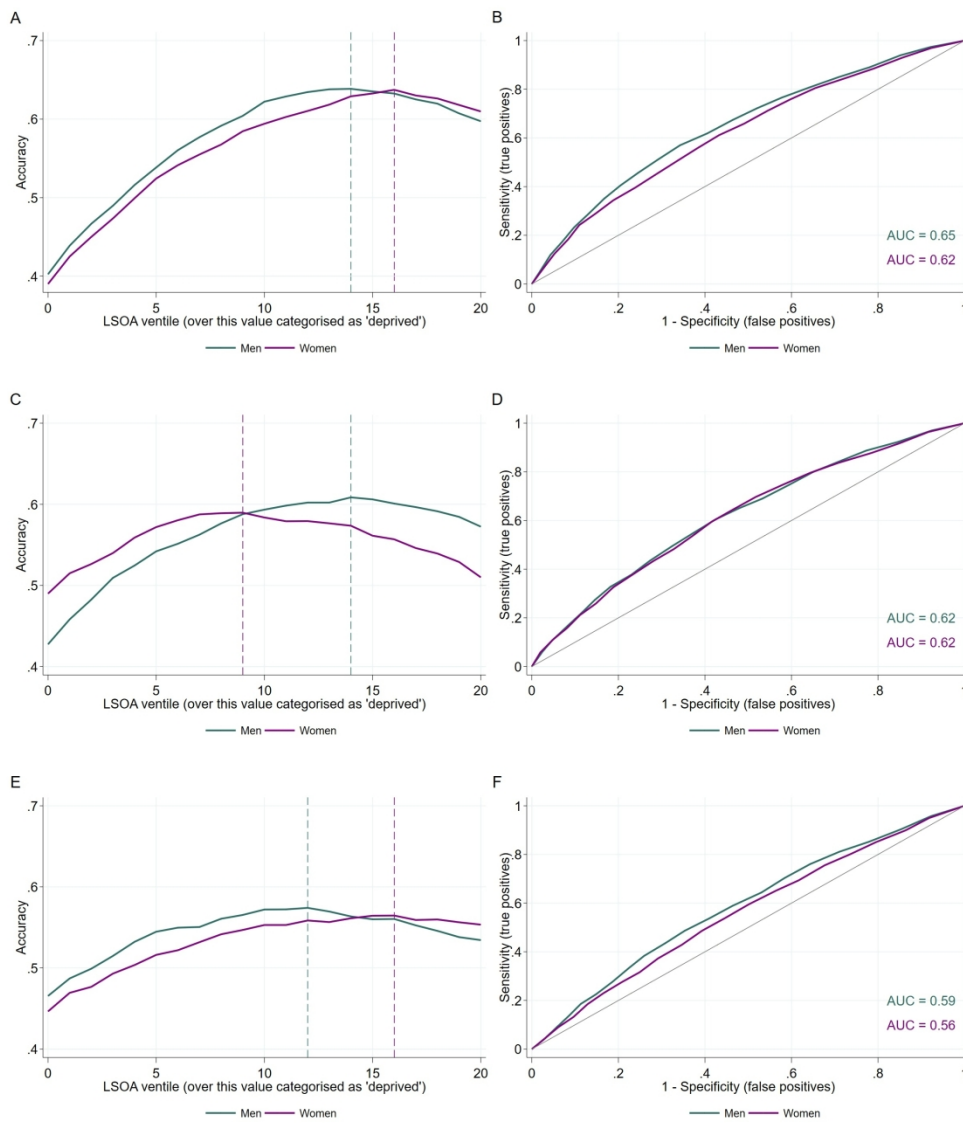 A
.7
.6
.5
.4
Accuracy
0 5 10 15 20
LSOA ventile (over this value categorised as 'deprived')
Men Women
B
1
.8
.6
.4
.2
0
Sensitivity (true positives)
AUC = 0.65
AUC = 0.62
0 .2 .4 .6 .8 1
1 - Specificity (false positives)
Men Women
C
.7
.6
.5
.4
Accuracy
0 5 10 15 20
LSOA ventile (over this value categorised as 'deprived')
Men Women
D
1
.8
.6
.4
.2
0
Sensitivity (true positives)
AUC = 0.62
AUC = 0.62
0 .2 .4 .6 .8 1
1 - Specificity (false positives)
Men Women
E
.7
.6
.5
.4
Accuracy
0 5 10 15 20
LSOA ventile (over this value categorised as 'deprived')
Men Women
F
1
.8
.6
.4
.2
0
Sensitivity (true positives)
AUC = 0.59
AUC = 0.56
0 .2 .4 .6 .8 1
1 - Specificity (false positives)
Men Women